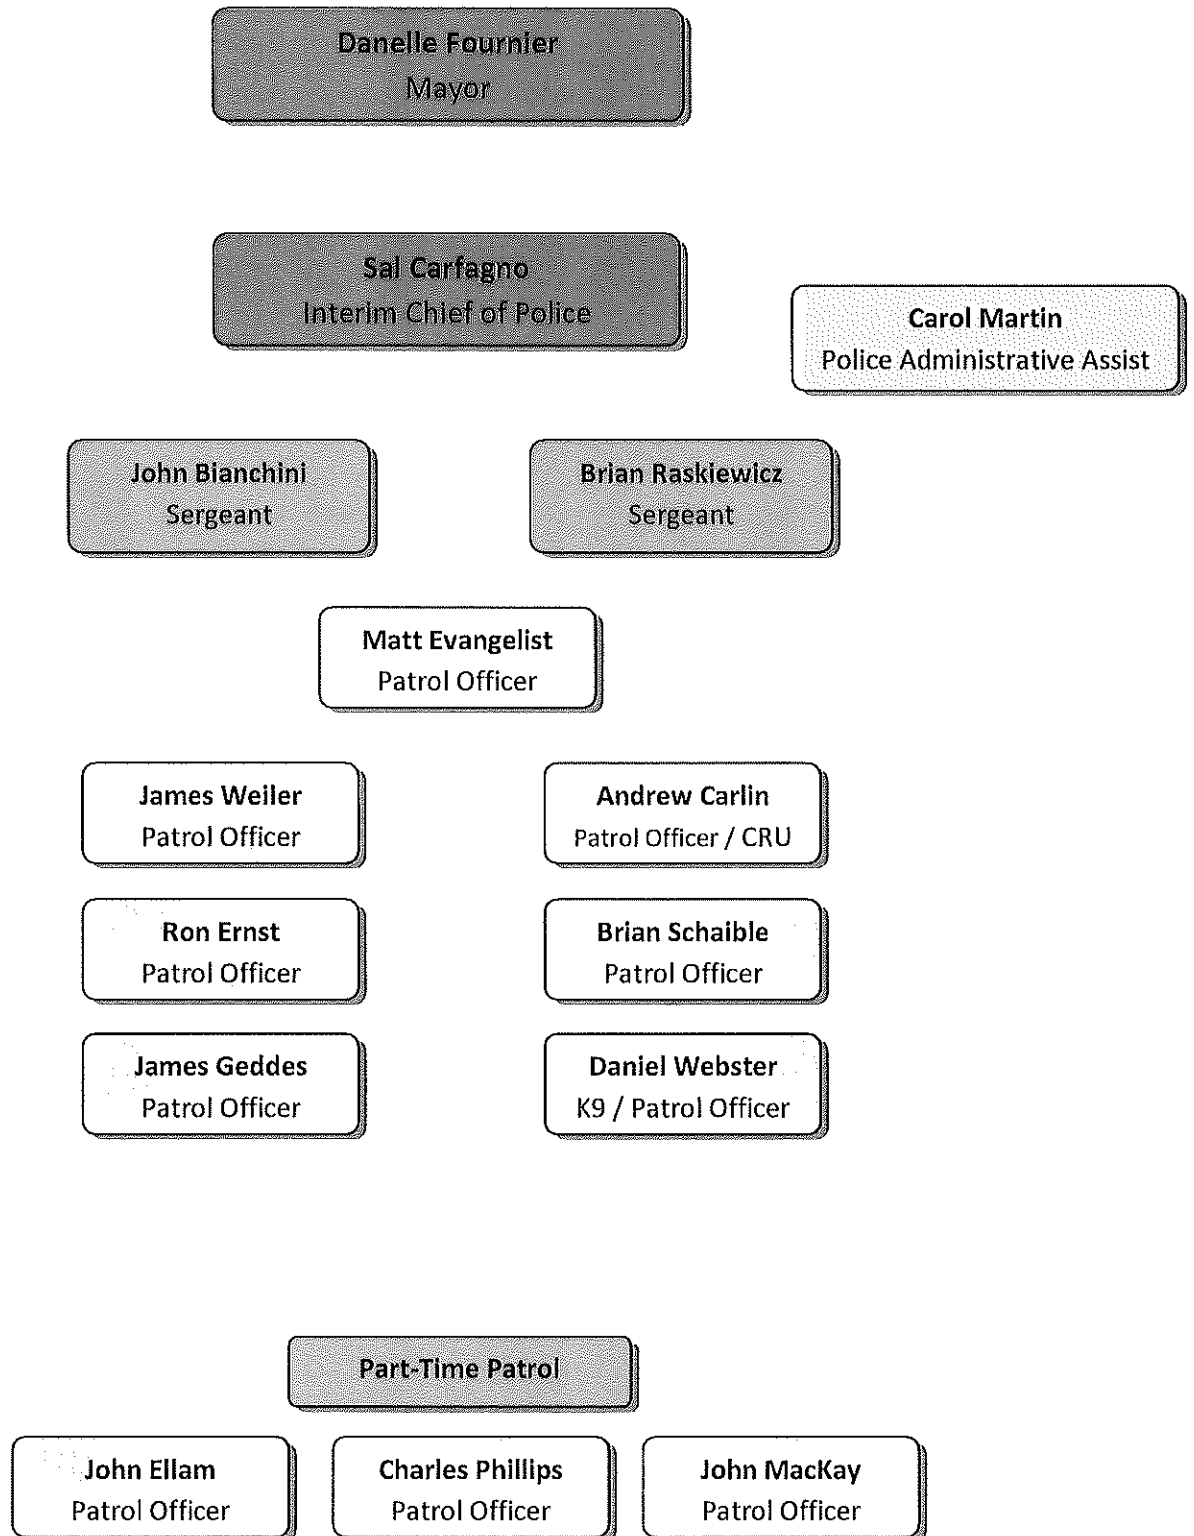 Danelle Fournier
Mayor
Sal Carfagno
Interim Chief of Police
Carol Martin
Police Administrative Assist
John Bianchini
Sergeant
Brian Raskiewicz
Sergeant
Matt Evangelist
Patrol Officer
James Weiler
Patrol Officer
Andrew Carlin
Patrol Officer / CRU
Ron Ernst
Patrol Officer
Brian Schaible
Patrol Officer
James Geddes
Patrol Officer
Daniel Webster
K9 / Patrol Officer
Part-Time Patrol
John Ellam
Patrol Officer
Charles Phillips
Patrol Officer
John MacKay
Patrol Officer